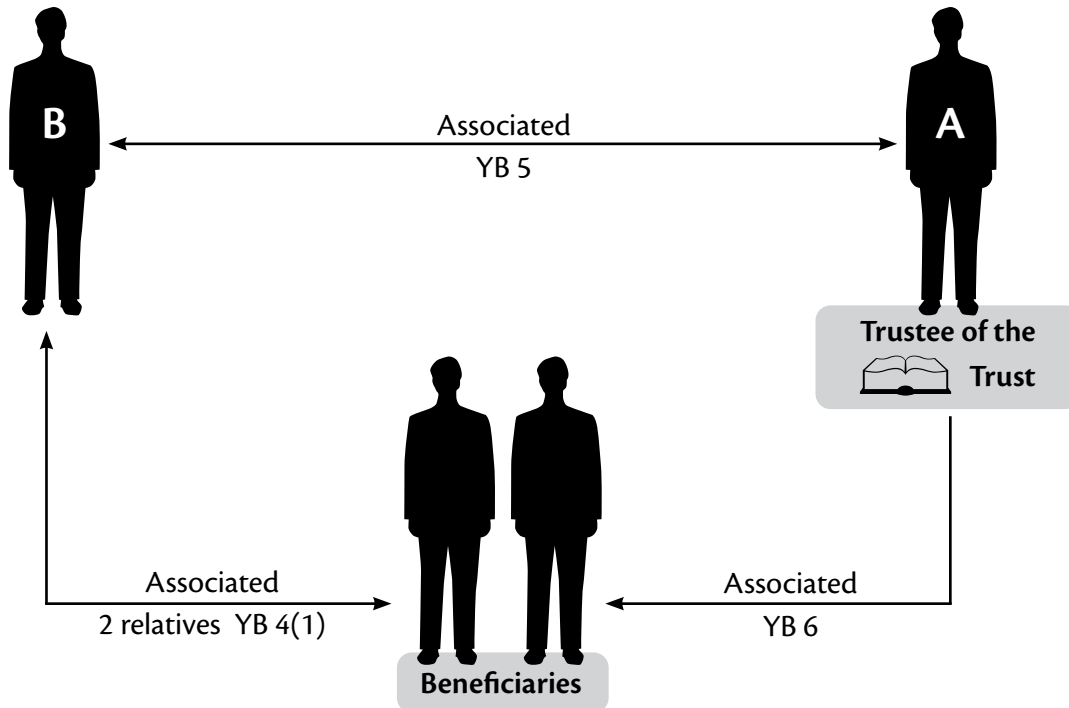 B
A
Associated
YB 5
Trustee of the
Trust
Associated
2 relatives YB 4(1)
Associated
YB 6
Beneficiaries